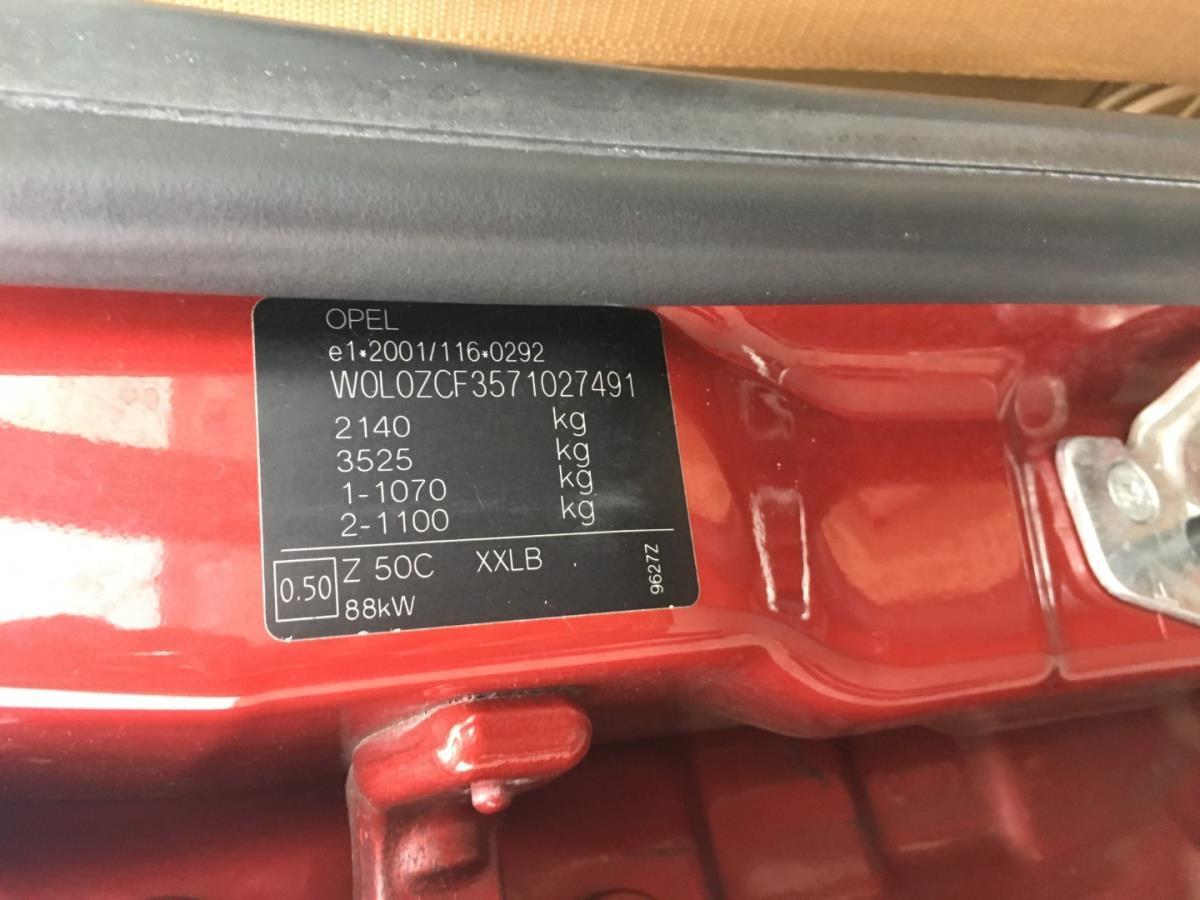 OPEL
e1*2001/116*0292
W0L0ZCF3571027491
2140 kg
3525 kg
1-1070 kg
2-1100 kg
0.50 Z 50C XXLB
88kW
9627Z